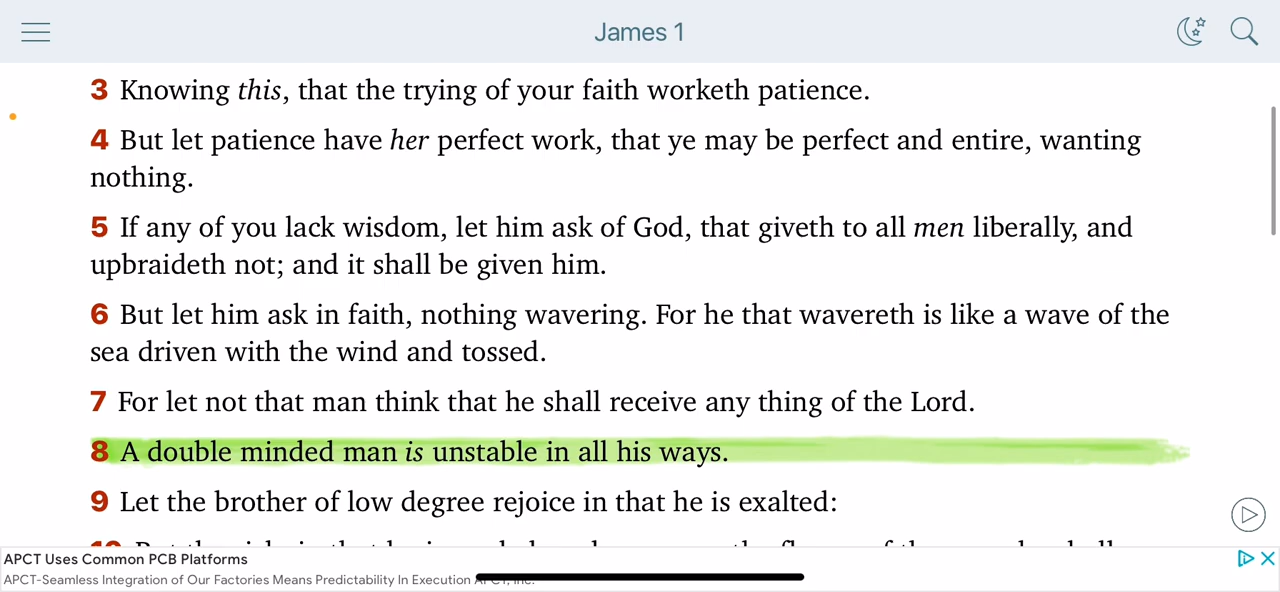 James 1
3 Knowing this, that the trying of your faith worketh patience.
4 But let patience have her perfect work, that ye may be perfect and entire, wanting
nothing.
5 If any of you lack wisdom, let him ask of God, that giveth to all men liberally, and
upbraideth not; and it shall be given him.
6 But let him ask in faith, nothing wavering. For he that wavereth is like a wave of the
sea driven with the wind and tossed.
7 For let not that man think that he shall receive any thing of the Lord.
8 A double minded man is unstable in all his ways.
9 Let the brother of low degree rejoice in that he is exalted:
APCT Uses Common PCB Platforms
APCT-Seamless Integration of Our Factories Means Predictability In Execution